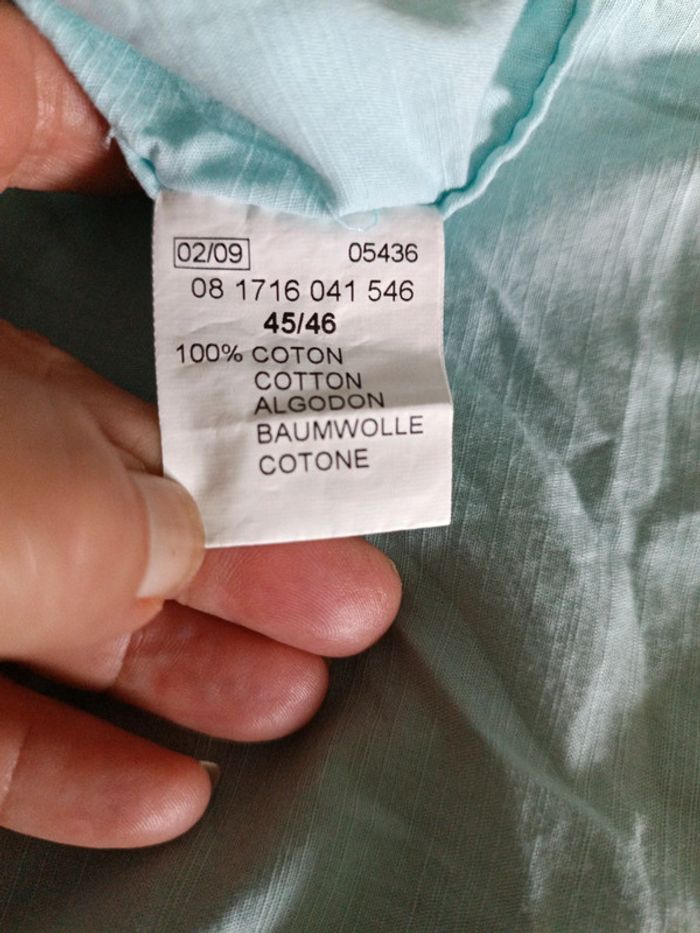 02/09 05436
08 1716 041 546
45/46
100% COTON
COTTON
ALGODON
BAUMWOLLE
COTONE